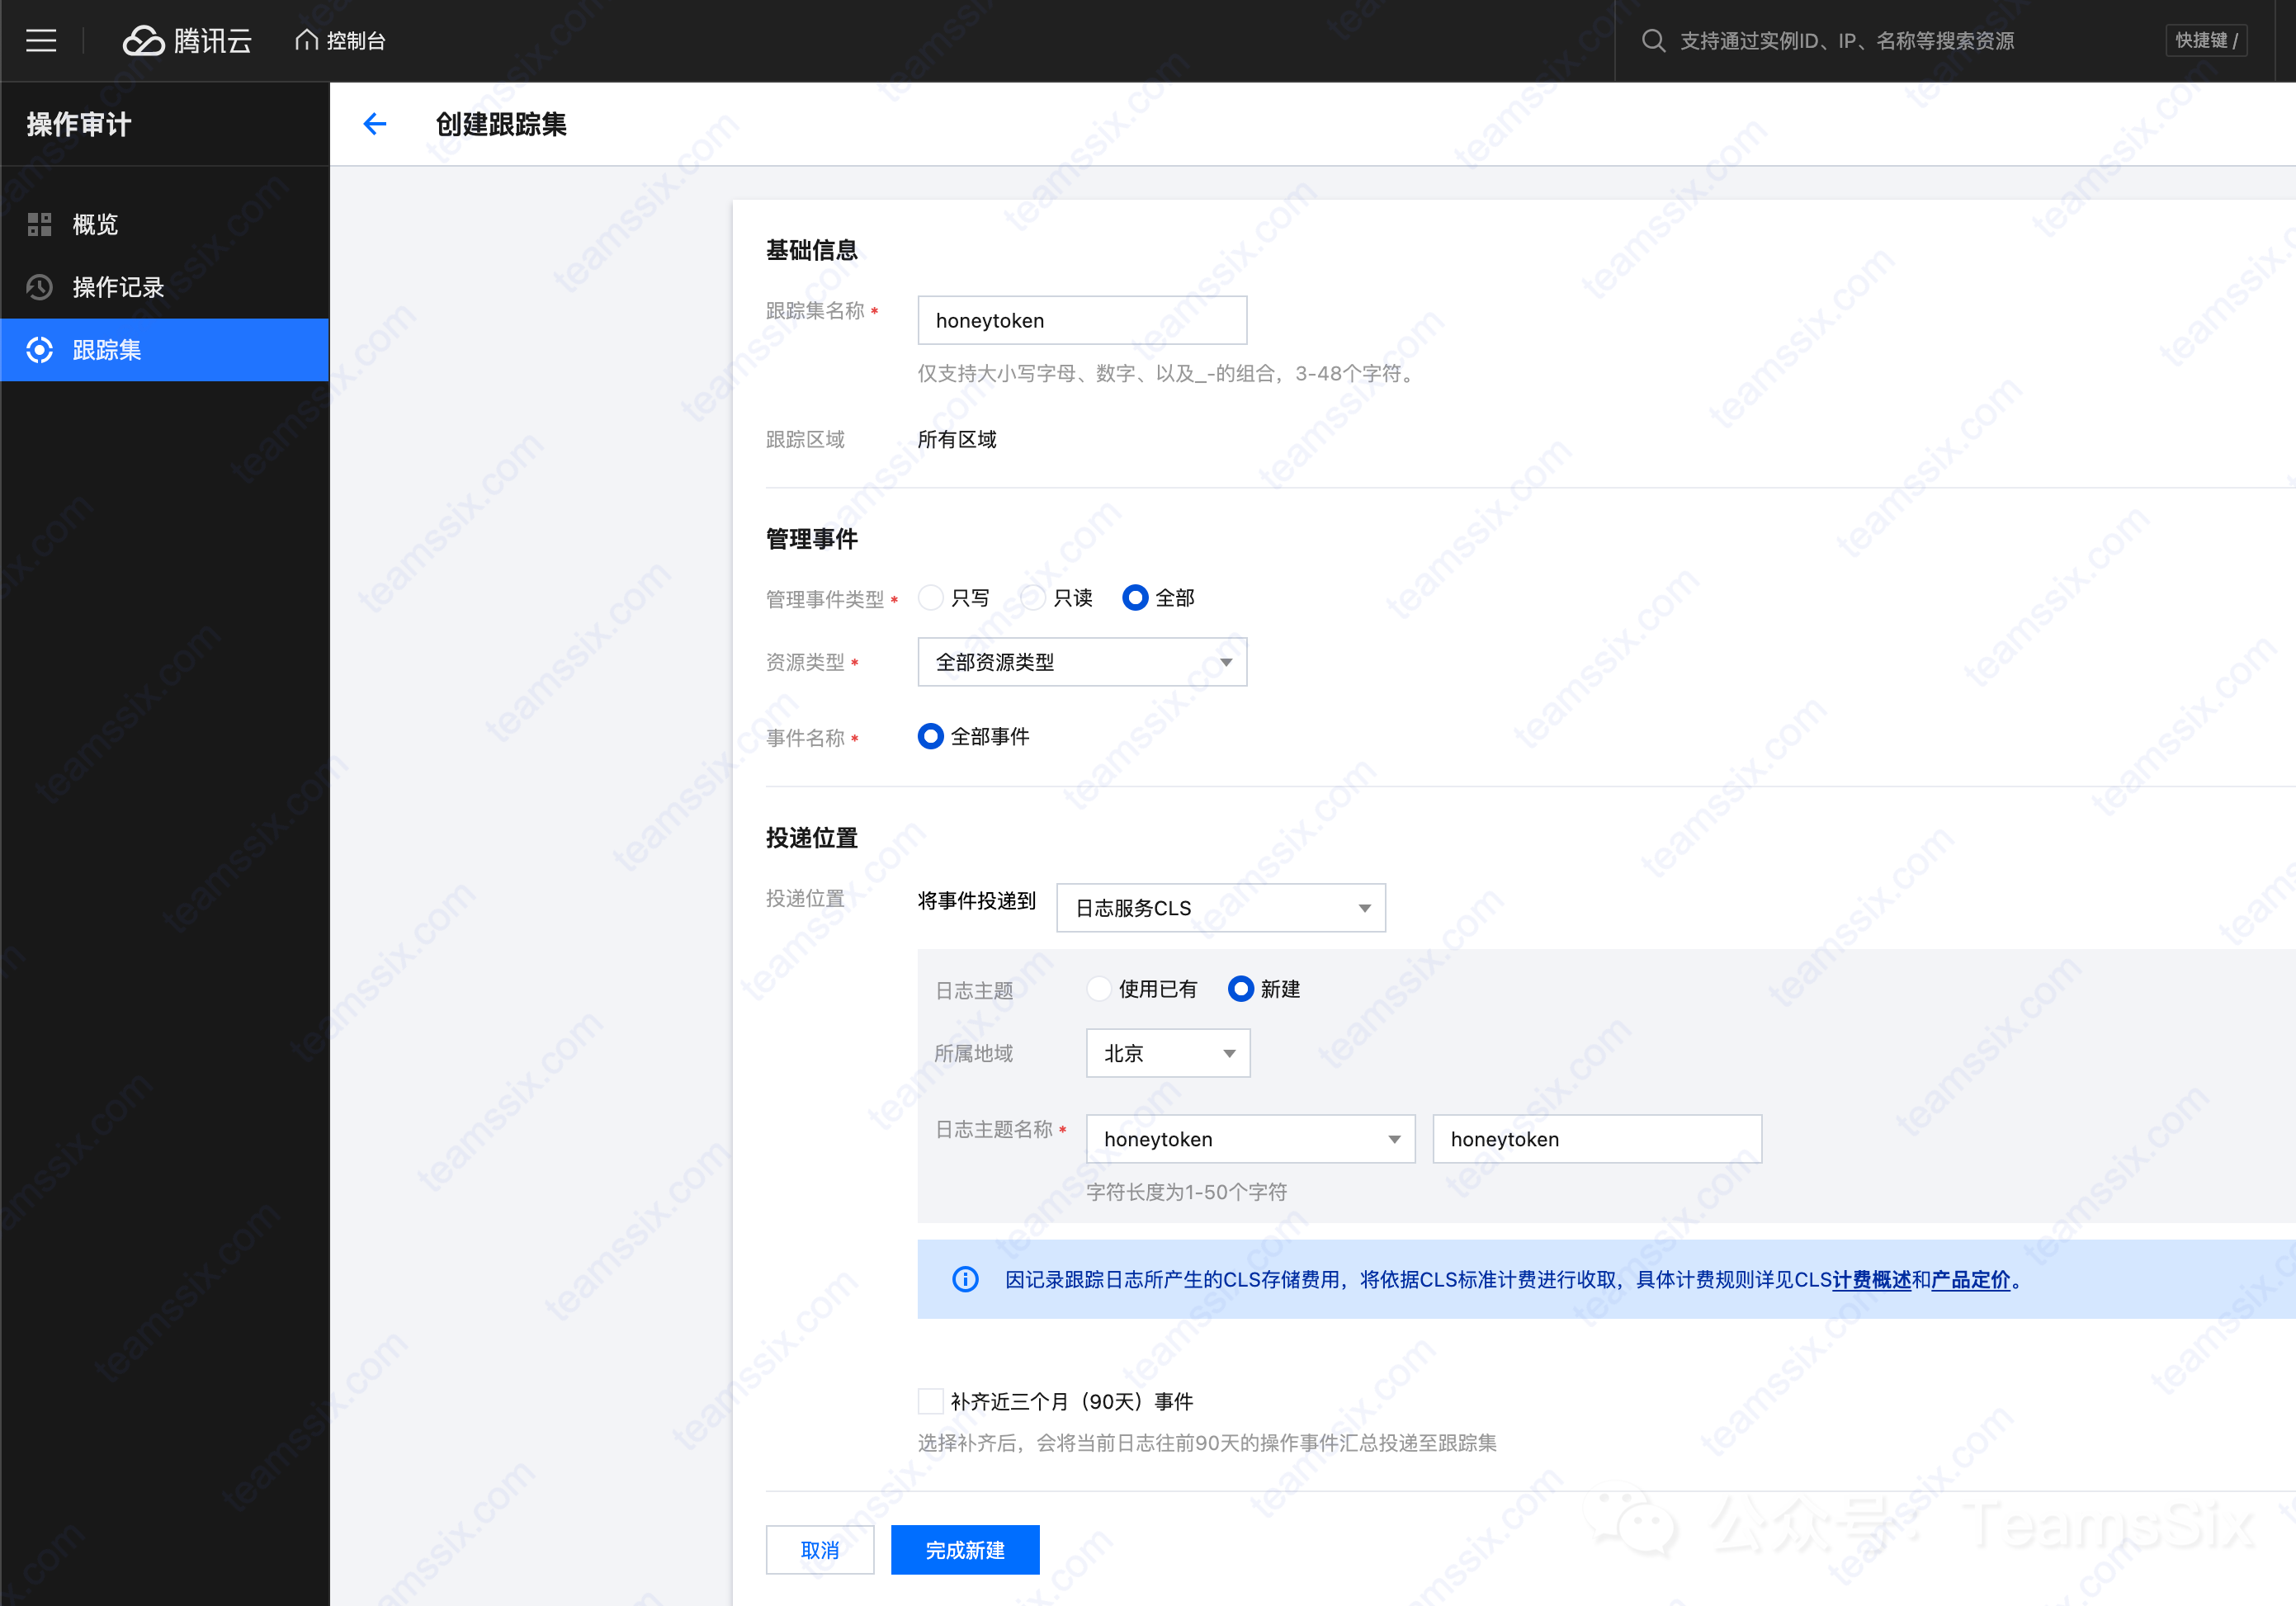 腾讯云 控制台 支持通过实例ID、IP、名称等搜索资源 快捷键 /
操作审计
概览
操作记录
跟踪集
创建跟踪集
基础信息
跟踪集名称 * honeytoken
仅支持大小写字母、数字、以及_-的组合，3-48个字符。
跟踪区域 所有区域
管理事件
管理事件类型 * 只写 只读 全部
资源类型 * 全部资源类型
事件名称 * 全部事件
投递位置
投递位置 将事件投递到 日志服务CLS
日志主题 使用已有 新建
所属地域 北京
日志主题名称 * honeytoken honeytoken
字符长度为1-50个字符
因记录跟踪日志所产生的CLS存储费用，将依据CLS标准计费进行收取，具体计费规则详见CLS计费概述和产品定价。
补齐近三个月（90天）事件
选择补齐后，会将当前日志往前90天的操作事件汇总投递至跟踪集
取消 完成新建
公众号：TeamsSix
teamssix.com